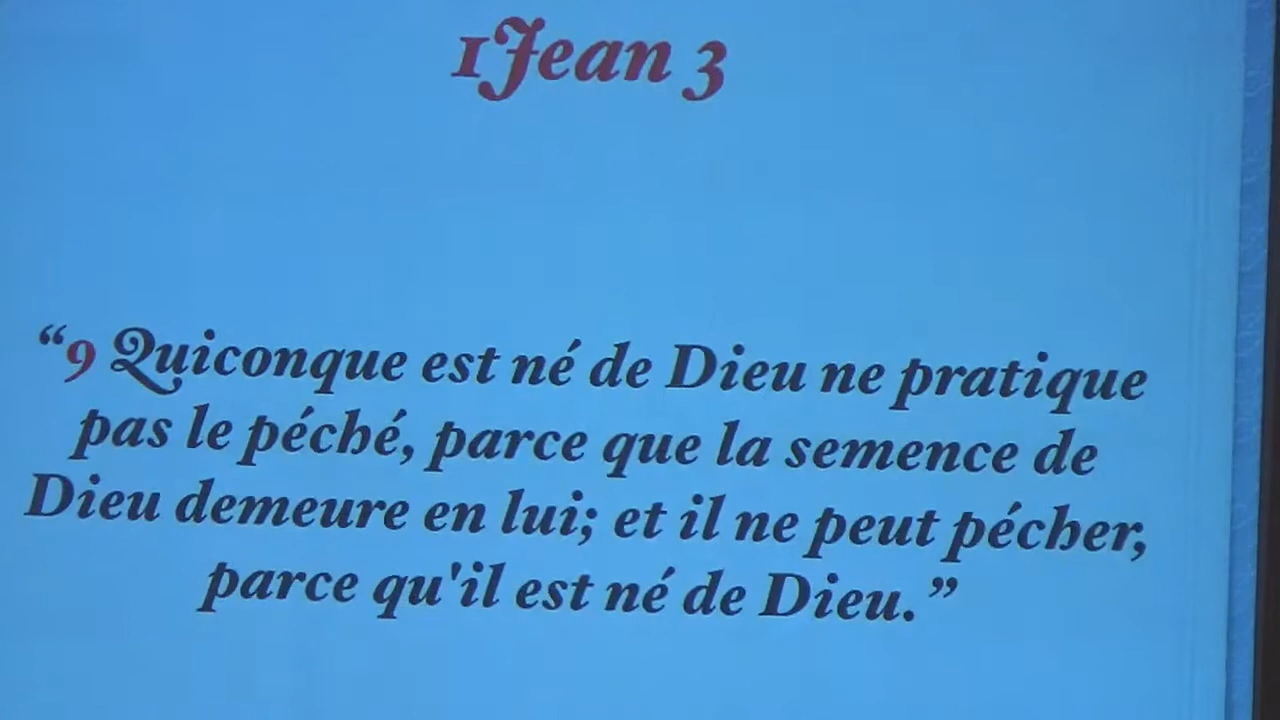 1Jean 3
“9 Quiconque est né de Dieu ne pratique
pas le péché, parce que la semence de
Dieu demeure en lui; et il ne peut pécher,
parce qu'il est né de Dieu.”